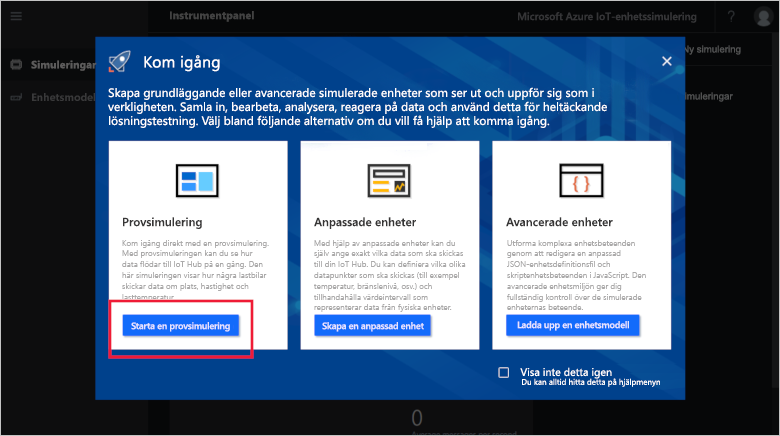 Instrumentpanel
Microsoft Azure IoT-enhetssimulering
?
Simuleringar
Ny simulering
Enhetsmodel
muleringar
Kom igång
Skapa grundläggande eller avancerade simulerade enheter som ser ut och uppför sig som i
verkligheten. Samla in, bearbeta, analysera, reagera på data och använd detta för heltäckande
lösningstestning. Välj bland följande alternativ om du vill få hjälp att komma igång.
Provsimulering
Kom igång direkt med en provsimulering.
Med provsimuleringen kan du se hur
data flödar till IoT Hub på en gång. Den
här simuleringen visar hur några lastbilar
skickar data om plats, hastighet och
lasttemperatur.
Starta en provsimulering
Anpassade enheter
Med hjälp av anpassade enheter kan du
själv ange exakt vilka data som ska skickas
till din IoT Hub. Du kan definiera vilka olika
datapunkter som ska skickas (till exempel
temperatur, bränslenivå, osv.) och
tillhandahålla värdeintervall som
representerar data från fysiska enheter.
Skapa en anpassad enhet
Avancerade enheter
Utforma komplexa enhetsbeteenden
genom att redigera en anpassad
JSON-enhetsdefinitionfil och
skriptenhetsbeteenden i JavaScript. Den
avancerade enhetsmiljön ger dig
fullständig kontroll över de simulerade
enheternas beteende.
Ladda upp en enhetsmodell
Visa inte detta igen
Du kan alltid hitta detta på hjälpmenyn
0